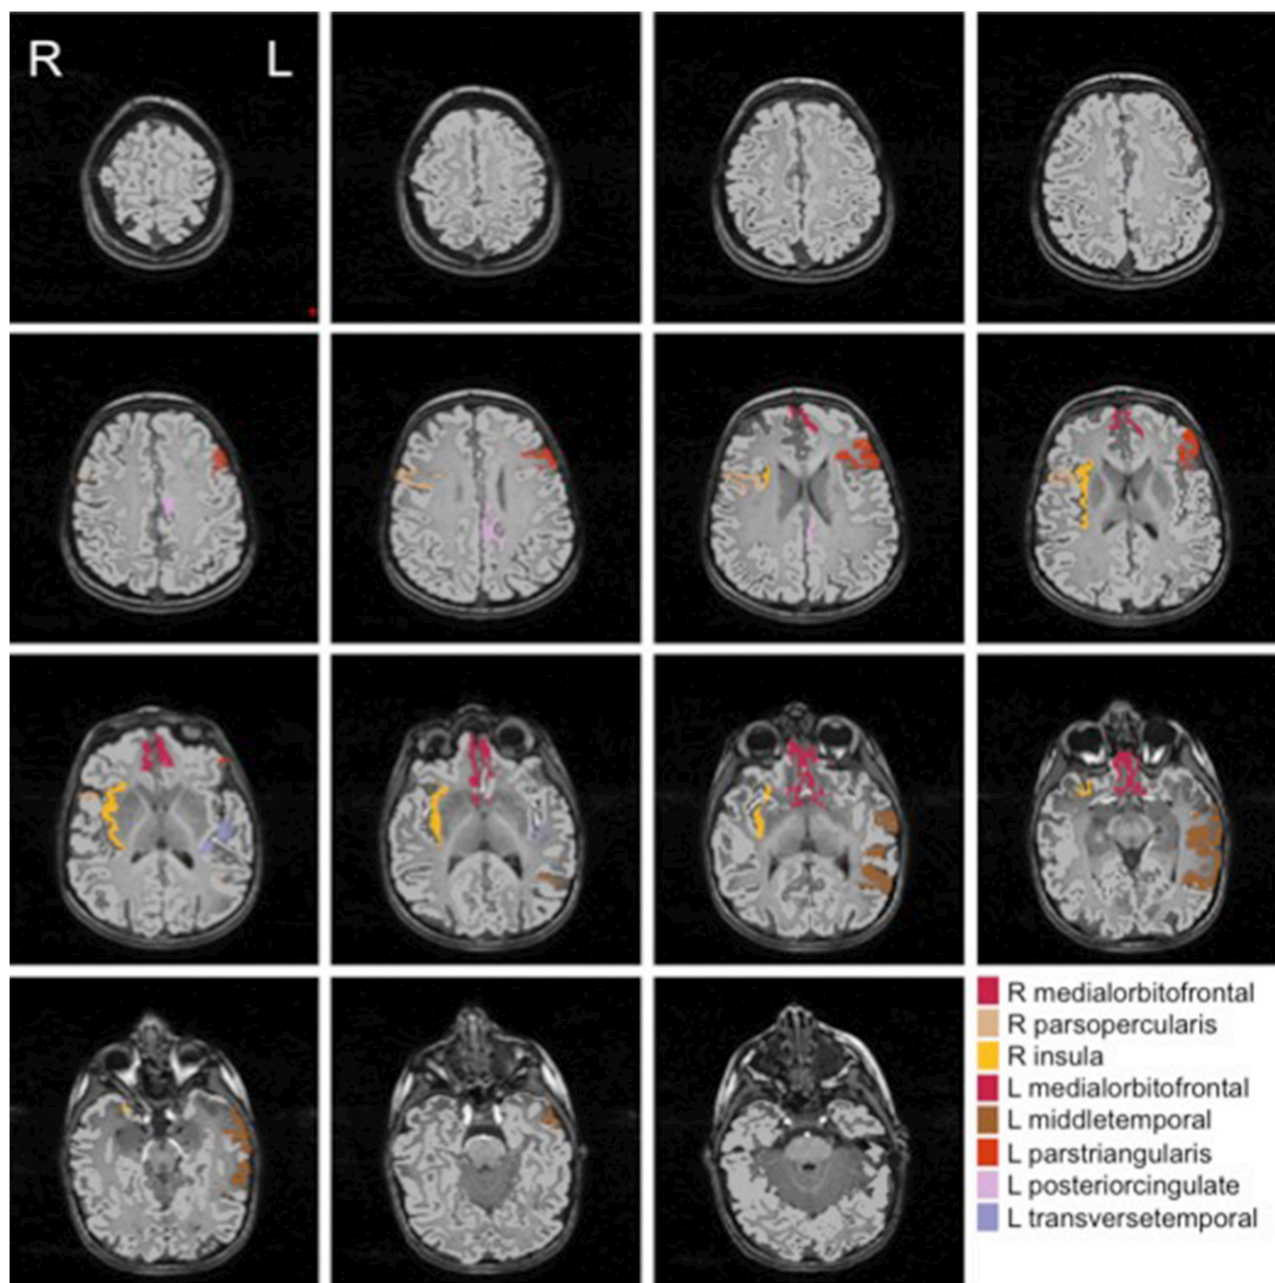 R L
R medialorbitofrontal
R parsopercularis
R insula
L medialorbitofrontal
L middletemporal
L parstriangularis
L posteriorcingulate
L transversetemporal